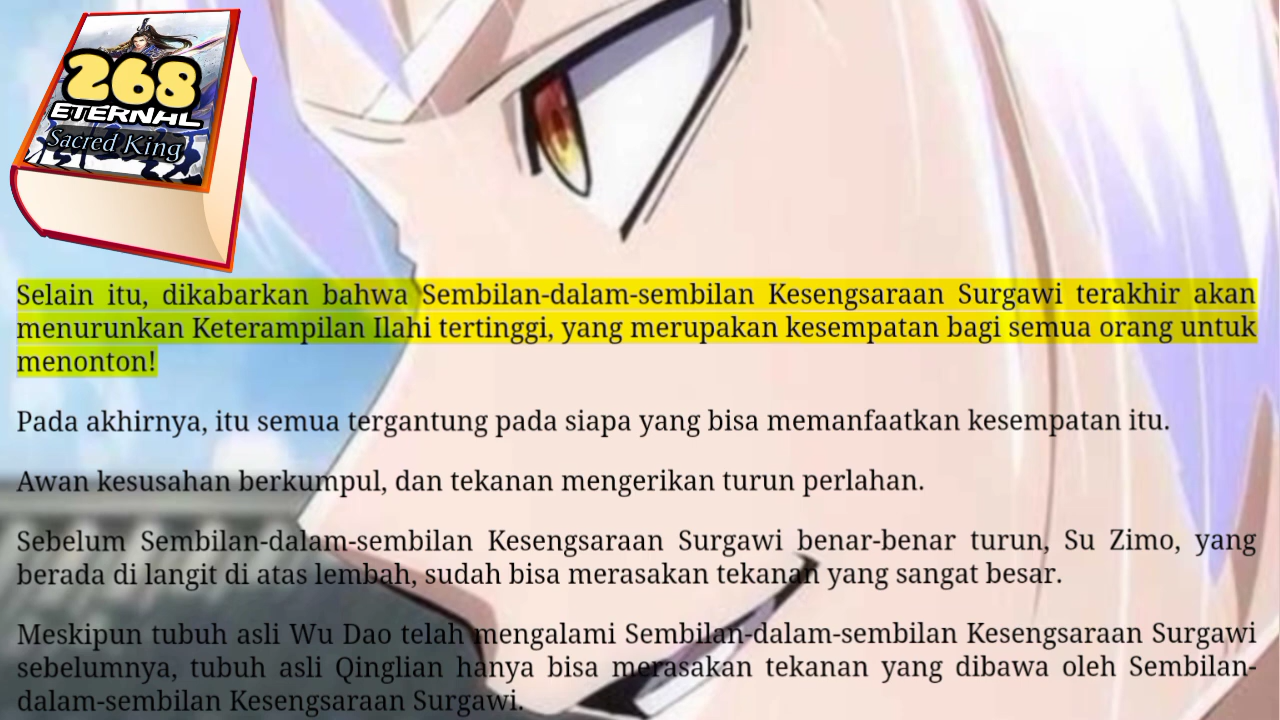 268
ETERNAL
Sacred King
Selain itu, dikabarkan bahwa Sembilan-dalam-sembilan Kesengsaraan Surgawi terakhir akan
menurunkan Keterampilan Ilahi tertinggi, yang merupakan kesempatan bagi semua orang untuk
menonton!
Pada akhirnya, itu semua tergantung pada siapa yang bisa memanfaatkan kesempatan itu.
Awan kesusahan berkumpul, dan tekanan mengerikan turun perlahan.
Sebelum Sembilan-dalam-sembilan Kesengsaraan Surgawi benar-benar turun, Su Zimo, yang
berada di langit di atas lembah, sudah bisa merasakan tekanan yang sangat besar.
Meskipun tubuh asli Wu Dao telah mengalami Sembilan-dalam-sembilan Kesengsaraan Surgawi
sebelumnya, tubuh asli Qinglian hanya bisa merasakan tekanan yang dibawa oleh Sembilan-
dalam-sembilan Kesengsaraan Surgawi.